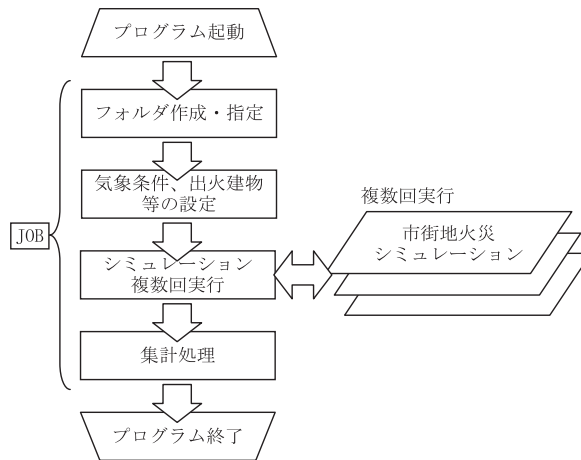 プログラム起動
フォルダ作成・指定
気象条件、出火建物
等の設定
複数回実行
市街地火災
シミュレーション
JOB
シミュレーション
複数回実行
集計処理
プログラム終了